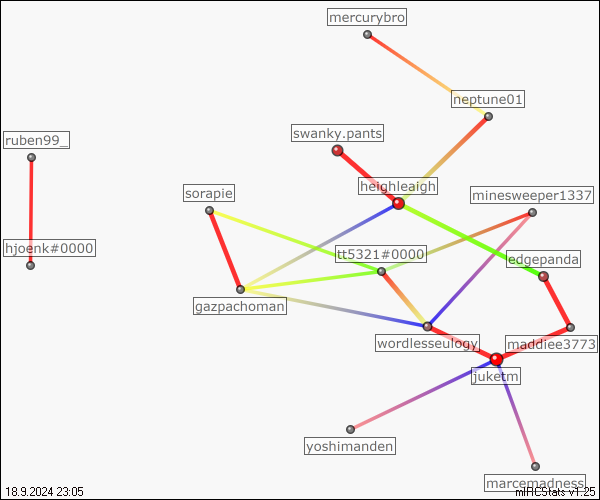 mercurybro
neptune01
ruben99_
swanky.pants
heighleagh
sorapie
minesweeper1337
hjoenk#0000
tt5321#0000
edgepanda
gazpachoman
wordlesseulogy
maddiee3773
juketm
yoshimanden
marcemadness
18.9.2024 23:05
mIRCStats v1.25